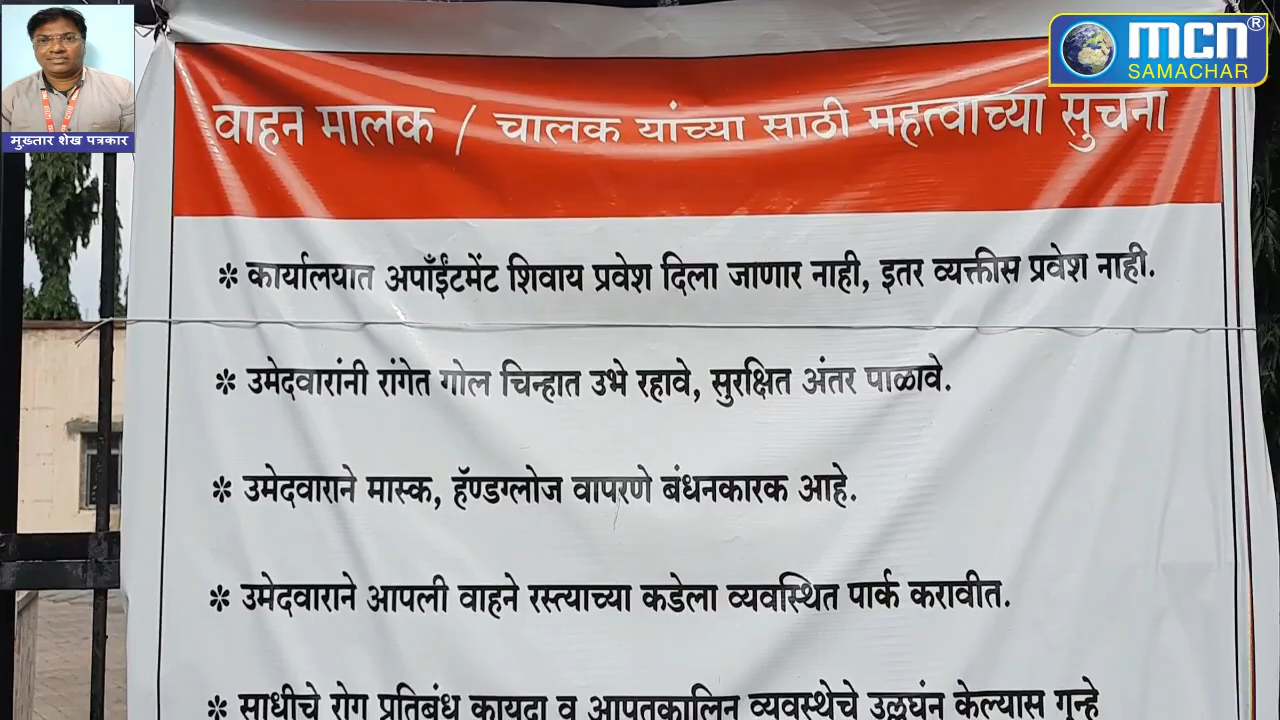 mcn®
SAMACHAR
मुख़्तार शेख पत्रकार
वाहन मालक / चालक यांच्या साठी महत्वाच्या सुचना
* कार्यालयात अपॉईंटमेंट शिवाय प्रवेश दिला जाणार नाही, इतर व्यक्तीस प्रवेश नाही.
* उमेदवारांनी रांगेत गोल चिन्हात उभे रहावे, सुरक्षित अंतर पाळावे.
* उमेदवाराने मास्क, हॅण्डग्लोज वापरणे बंधनकारक आहे.
* उमेदवाराने आपली वाहने रस्त्याच्या कडेला व्यवस्थित पार्क करावीत.
* साधीचे रोग प्रतिबंध कायदा व आपतकालिन व्यवस्थेचे उल्लघंन केल्यास गुन्हे